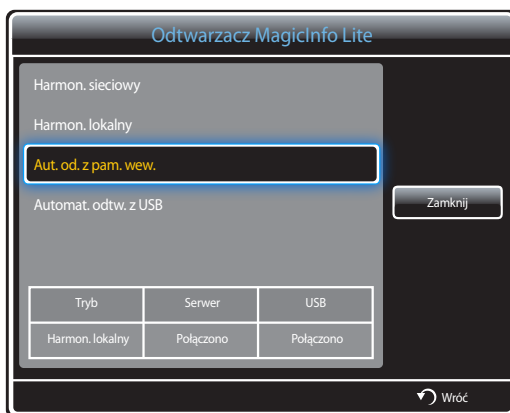 Odtwarzacz MagicInfo Lite
Harmon. sieciowy
Harmon. lokalny
Aut. od. z pam. wew.
Automat. odtw. z USB
Zamknij
Tryb Serwer USB
Harmon. lokalny Połączono Połączono
Wróć